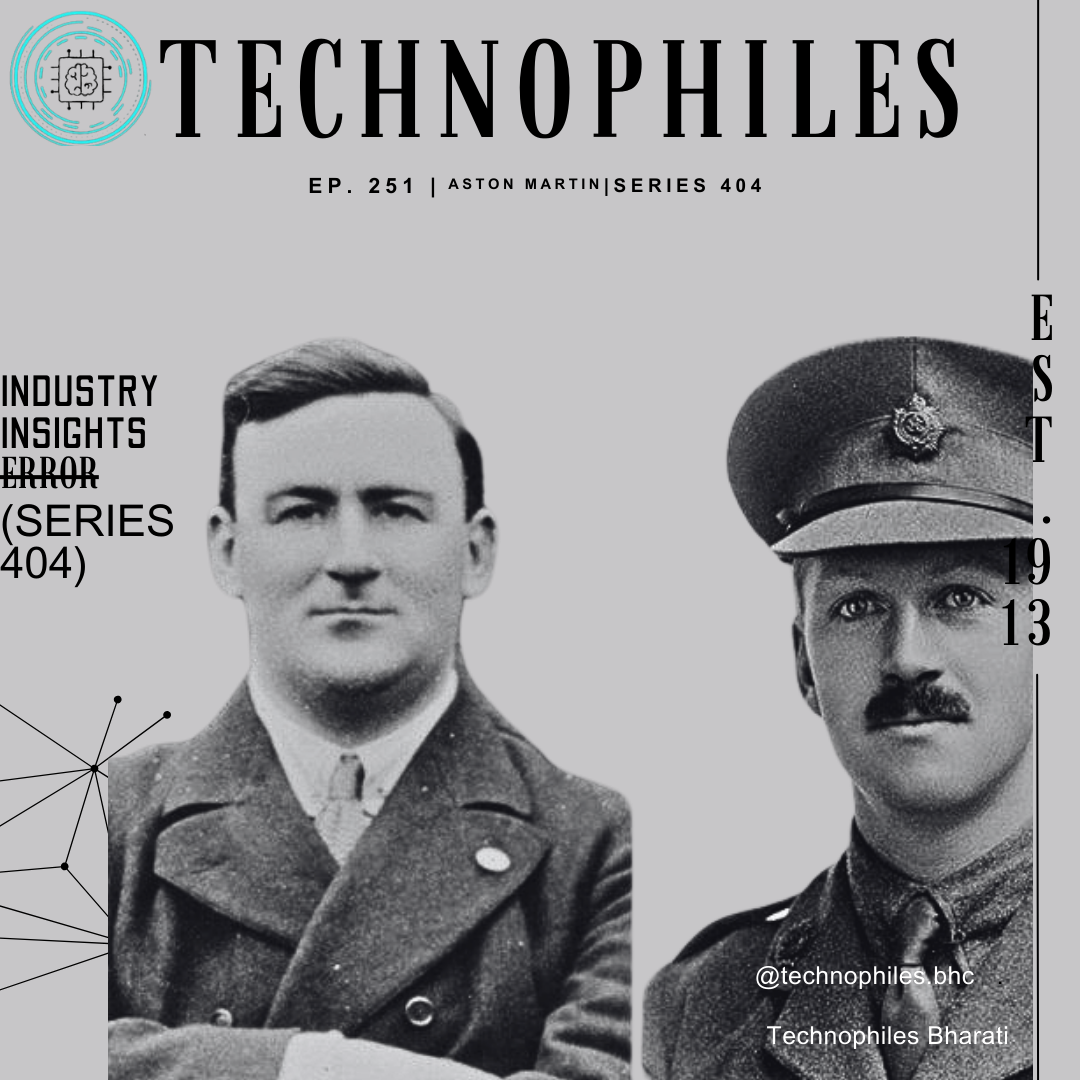 TECHNOPHILES
EP. 251 | ASTON MARTIN|SERIES 404
INDUSTRY
INSIGHTS
ERROR
(SERIES
404)
E
S
T
.
19
13
@technophiles.bhc
Technophiles Bharati